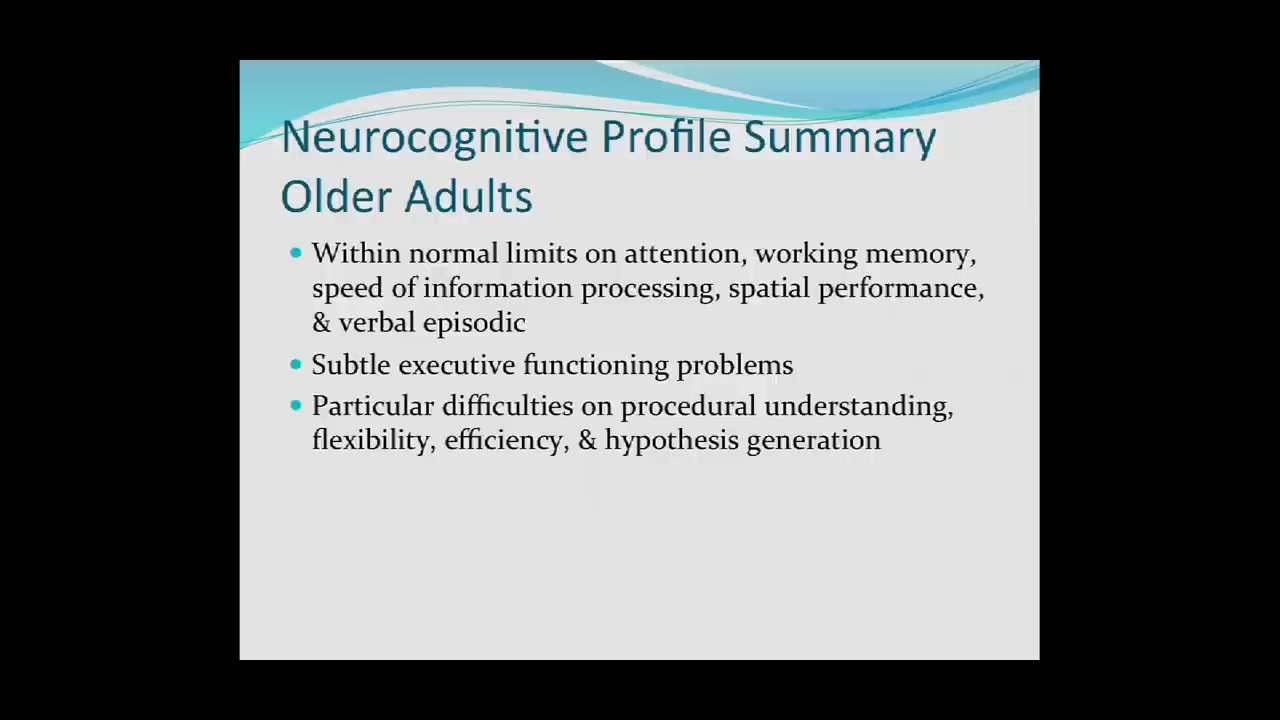 Neurocognitive Profile Summary
Older Adults
• Within normal limits on attention, working memory,
speed of information processing, spatial performance,
& verbal episodic
• Subtle executive functioning problems
• Particular difficulties on procedural understanding,
flexibility, efficiency, & hypothesis generation